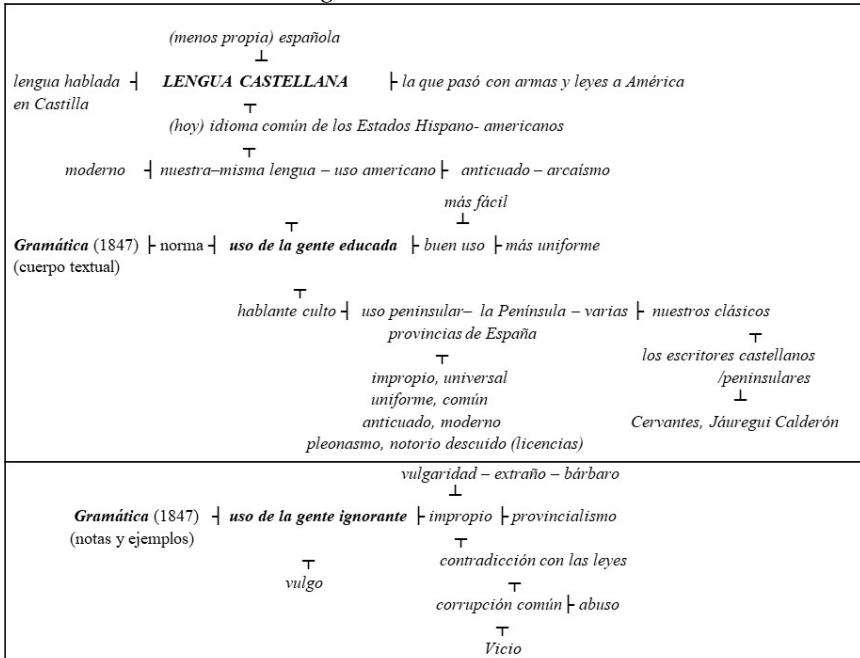 (menos propia) española
⊥
lengua hablada ┤ LENGUA CASTELLANA ├ la que pasó con armas y leyes a América
en Castilla
┬
(hoy) idioma común de los Estados Hispano- americanos
┬
moderno ┤ nuestra–misma lengua – uso americano ├ anticuado – arcaísmo
más fácil
┬ ⊥
Gramática (1847) ├ norma ┤ uso de la gente educada ├ buen uso ├ más uniforme
(cuerpo textual)
┬
hablante culto ┤ uso peninsular– la Península – varias ├ nuestros clásicos
provincias de España ┬
┬ los escritores castellanos
impropio, universal /peninsulares
uniforme, común ⊥
anticuado, moderno Cervantes, Jáuregui Calderón
pleonasmo, notorio descuido (licencias)
vulgaridad – extraño – bárbaro
⊥
Gramática (1847) ┤ uso de la gente ignorante ├ impropio ├ provincialismo
(notas y ejemplos) ┬
┬ contradicción con las leyes
vulgo ┬
corrupción común ├ abuso
┬
Vicio